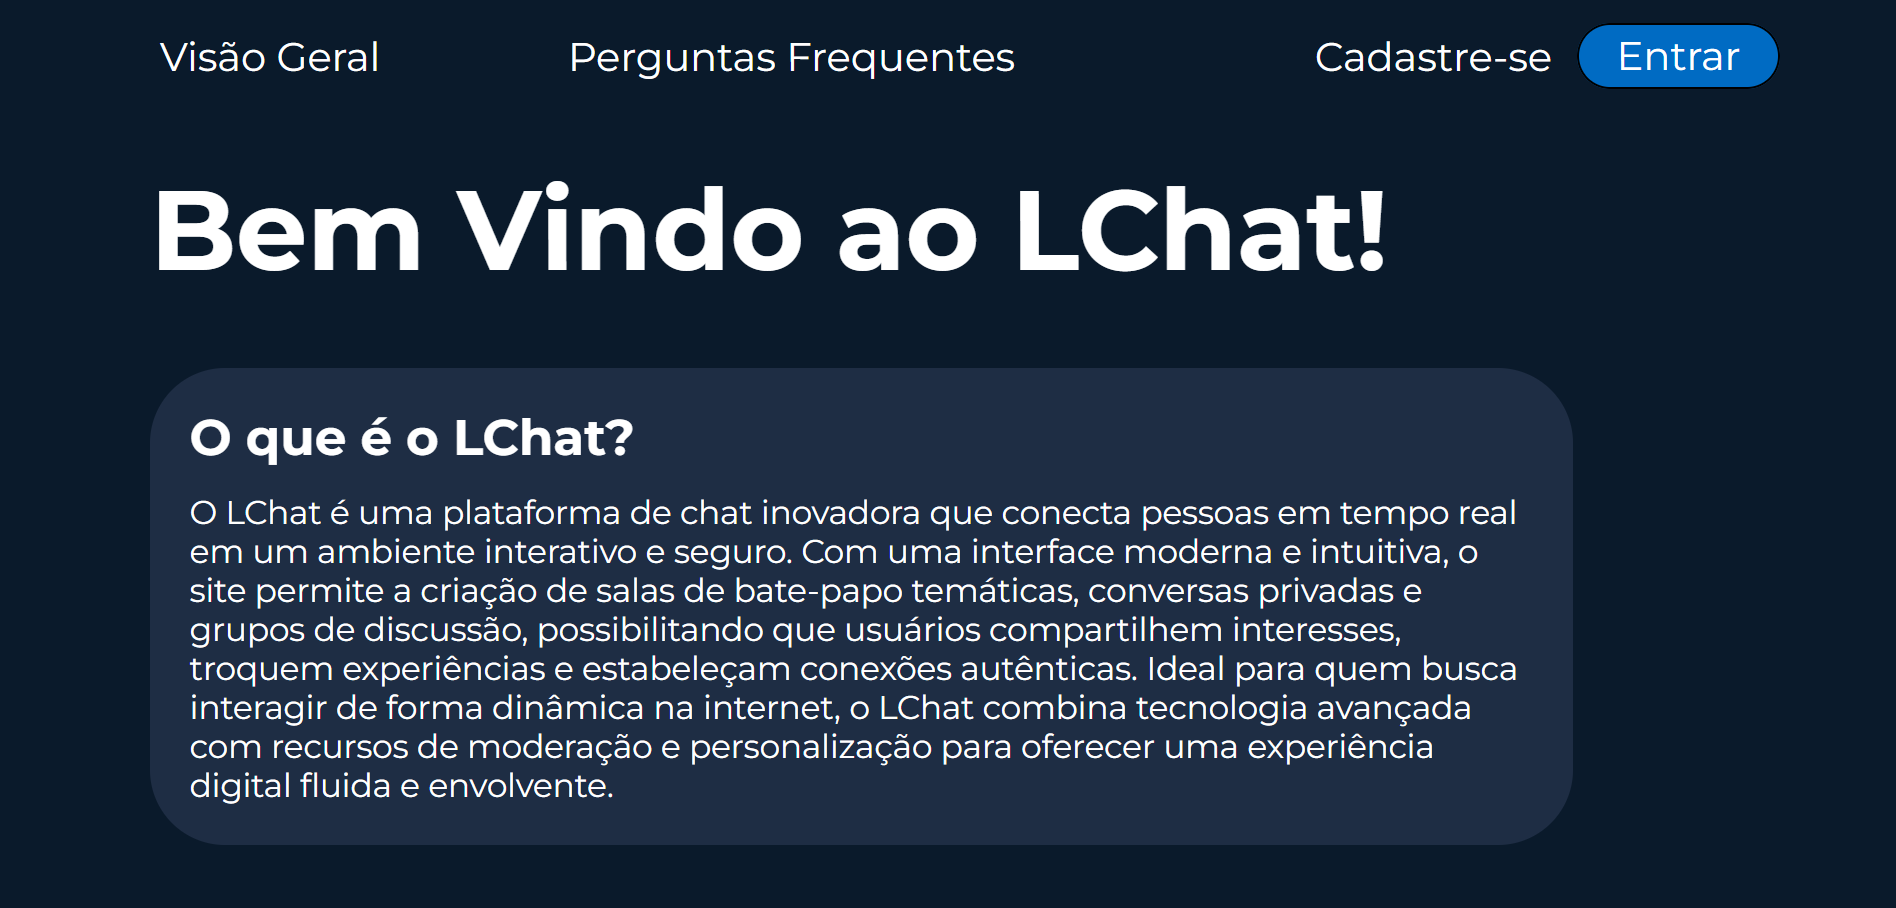 Visão Geral
Perguntas Frequentes
Cadastre-se
Entrar
Bem Vindo ao LChat!
O que é o LChat?
O LChat é uma plataforma de chat inovadora que conecta pessoas em tempo real
em um ambiente interativo e seguro. Com uma interface moderna e intuitiva, o
site permite a criação de salas de bate-papo temáticas, conversas privadas e
grupos de discussão, possibilitando que usuários compartilhem interesses,
troquem experiências e estabeleçam conexões autênticas. Ideal para quem busca
interagir de forma dinâmica na internet, o LChat combina tecnologia avançada
com recursos de moderação e personalização para oferecer uma experiência
digital fluida e envolvente.